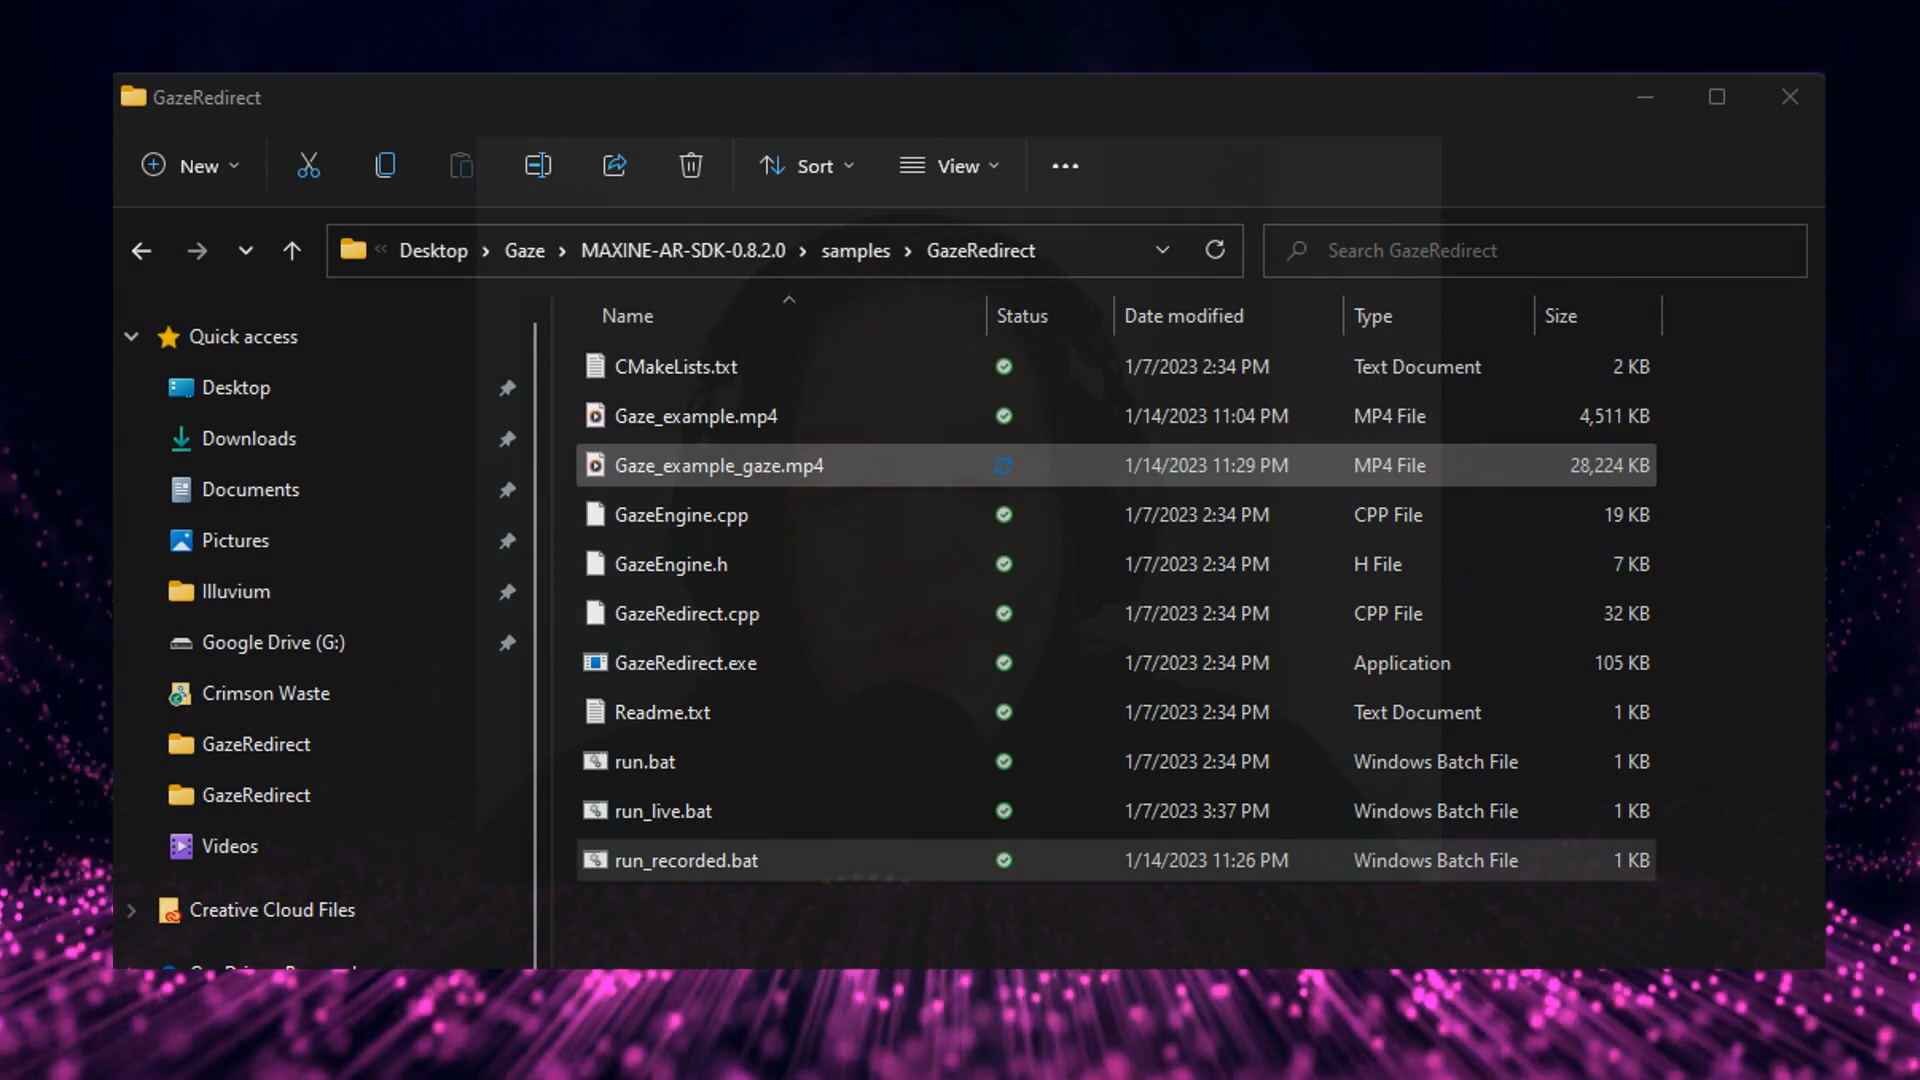 GazeRedirect
New Sort View
« Desktop > Gaze > MAXINE-AR-SDK-0.8.2.0 > samples > GazeRedirect Search GazeRedirect
Name Status Date modified Type Size
Quick access
Desktop
Downloads
Documents
Pictures
Illuvium
Google Drive (G:)
Crimson Waste
GazeRedirect
GazeRedirect
Videos
Creative Cloud Files
CMakeLists.txt 1/7/2023 2:34 PM Text Document 2 KB
Gaze_example.mp4 1/14/2023 11:04 PM MP4 File 4,511 KB
Gaze_example_gaze.mp4 1/14/2023 11:29 PM MP4 File 28,224 KB
GazeEngine.cpp 1/7/2023 2:34 PM CPP File 19 KB
GazeEngine.h 1/7/2023 2:34 PM H File 7 KB
GazeRedirect.cpp 1/7/2023 2:34 PM CPP File 32 KB
GazeRedirect.exe 1/7/2023 2:34 PM Application 105 KB
Readme.txt 1/7/2023 2:34 PM Text Document 1 KB
run.bat 1/7/2023 2:34 PM Windows Batch File 1 KB
run_live.bat 1/7/2023 3:37 PM Windows Batch File 1 KB
run_recorded.bat 1/14/2023 11:26 PM Windows Batch File 1 KB